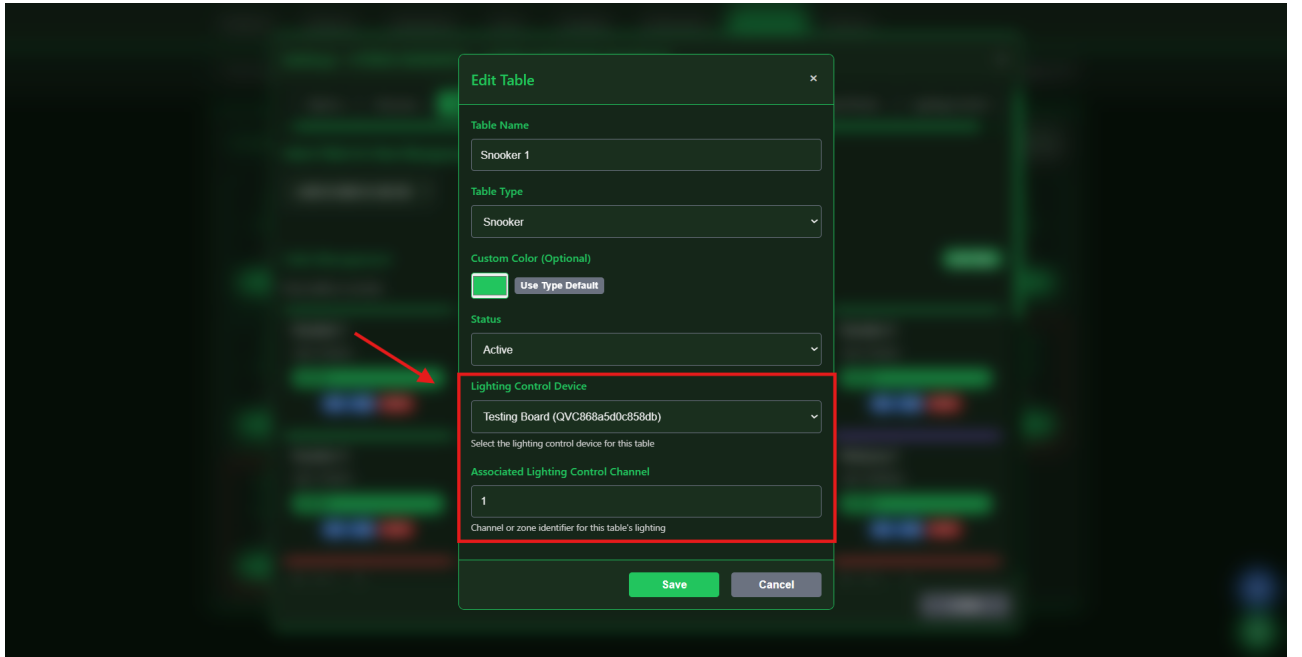 Edit Table ×
Table Name
Snooker 1
Table Type
Snooker
Custom Color (Optional)
Use Type Default
Status
Active
Lighting Control Device
Testing Board (QVC868a5d0c858db)
Select the lighting control device for this table
Associated Lighting Control Channel
1
Channel or zone identifier for this table's lighting
Save Cancel